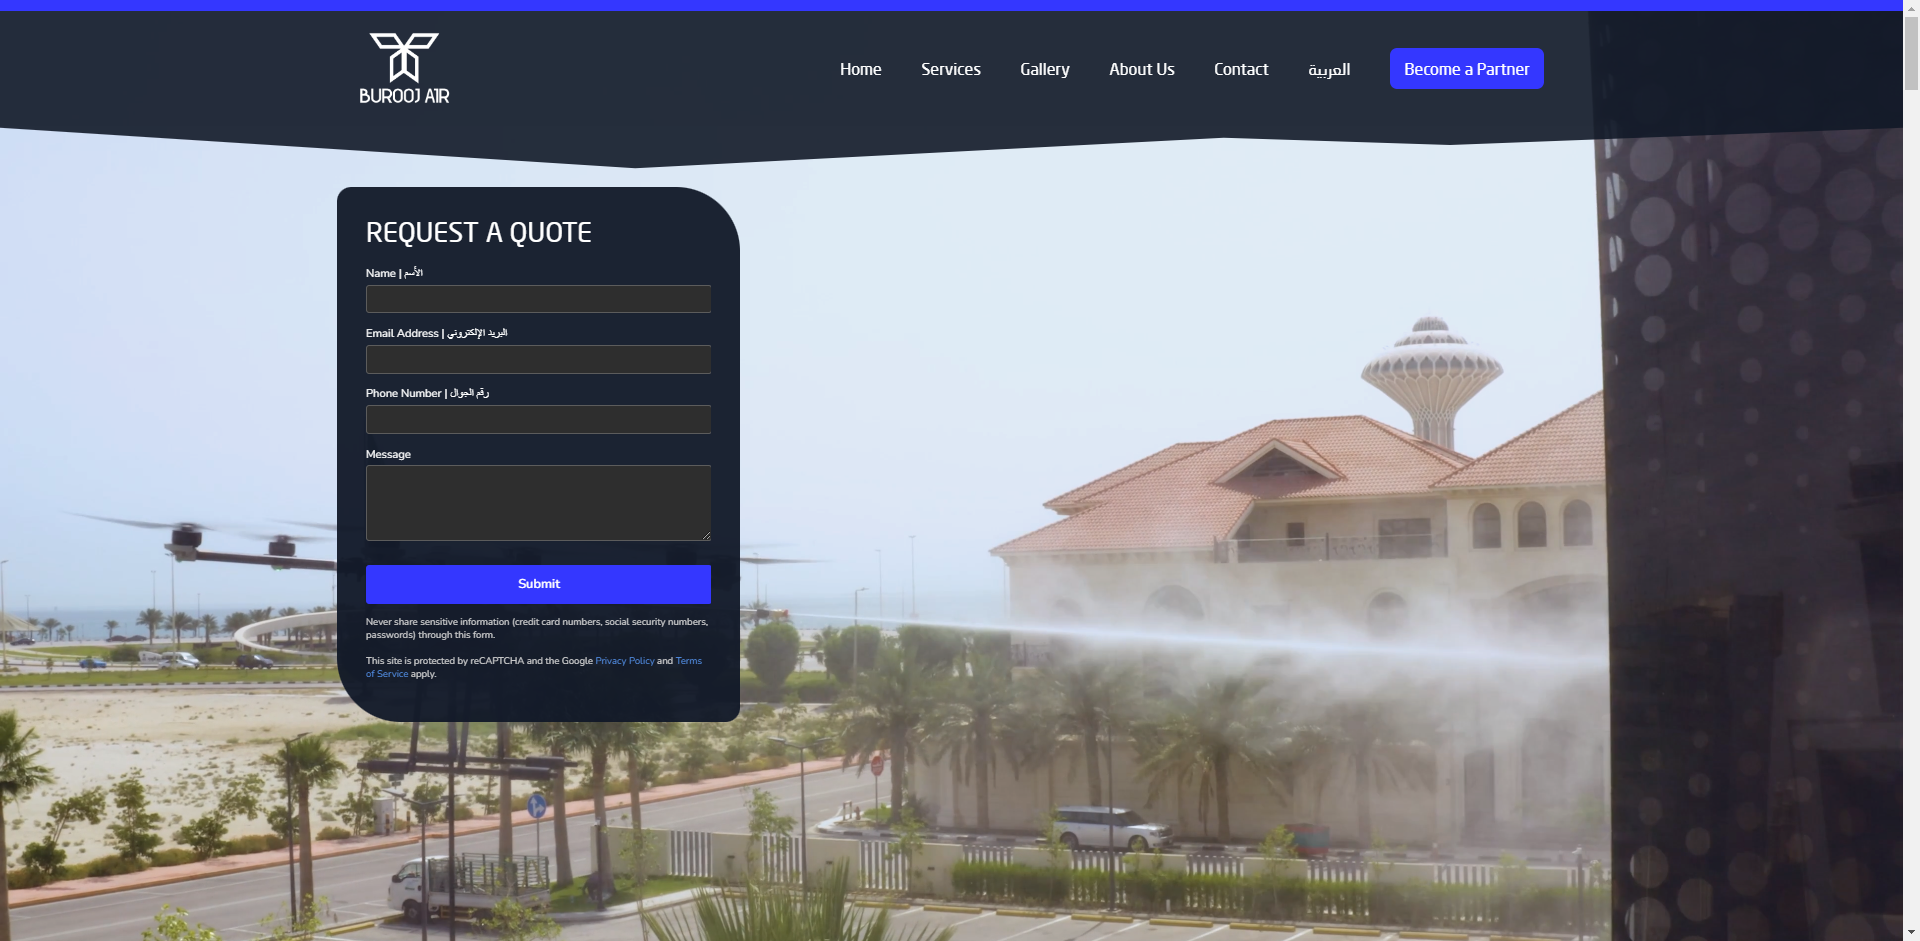 BUROOJ AIR
Home
Services
Gallery
About Us
Contact
العربية
Become a Partner
REQUEST A QUOTE
Name | الأسم
Email Address | البريد الإلكتروني
Phone Number | رقم الجوال
Message
Submit
Never share sensitive information (credit card numbers, social security numbers,
passwords) through this form.
This site is protected by reCAPTCHA and the Google Privacy Policy and Terms
of Service apply.